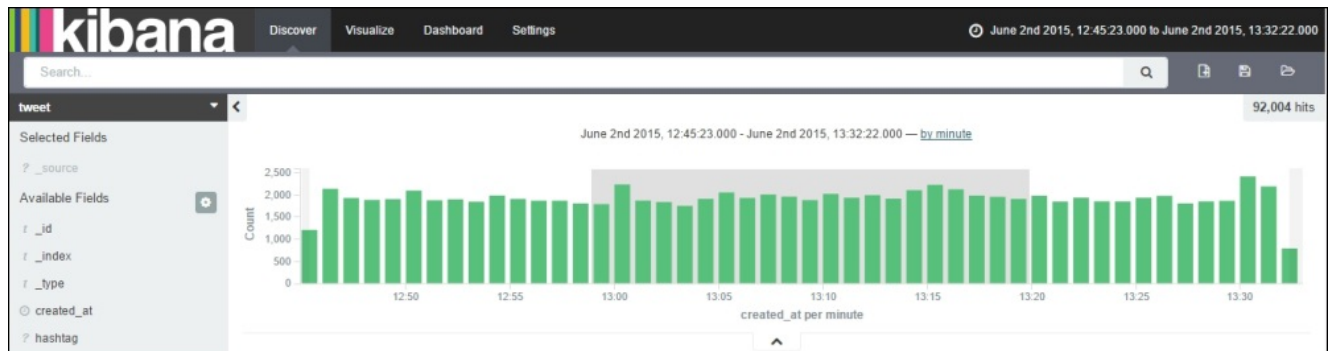 kibana
Discover Visualize Dashboard Settings June 2nd 2015, 12:45:23.000 to June 2nd 2015, 13:32:22.000
Search...
tweet
92,004 hits
Selected Fields
? _source
Available Fields
t _id
t _index
t _type
created_at
? hashtag
June 2nd 2015, 12:45:23.000 - June 2nd 2015, 13:32:22.000 — by minute
Count
2,500
2,000
1,500
1,000
500
0
12:50 12:55 13:00 13:05 13:10 13:15 13:20 13:25 13:30
created_at per minute